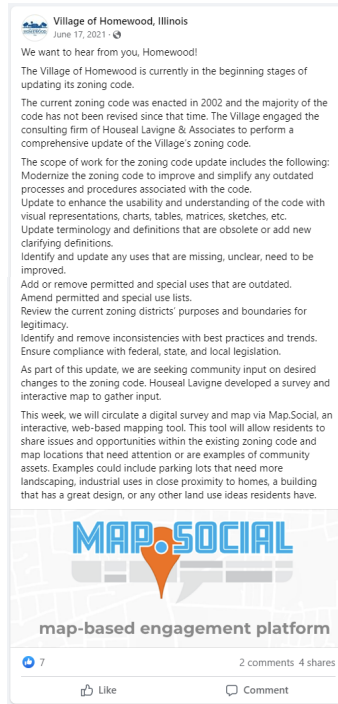 Village of Homewood, Illinois
June 17, 2021 ·
We want to hear from you, Homewood!
The Village of Homewood is currently in the beginning stages of
updating its zoning code.
The current zoning code was enacted in 2002 and the majority of the
code has not been revised since that time. The Village engaged the
consulting firm of Houseal Lavigne & Associates to perform a
comprehensive update of the Village's zoning code.
The scope of work for the zoning code update includes the following:
Modernize the zoning code to improve and simplify any outdated
processes and procedures associated with the code.
Update to enhance the usability and understanding of the code with
visual representations, charts, tables, matrices, sketches, etc.
Update terminology and definitions that are obsolete or add new
clarifying definitions.
Identify and update any uses that are missing, unclear, need to be
improved.
Add or remove permitted and special uses that are outdated.
Amend permitted and special use lists.
Review the current zoning districts' purposes and boundaries for
legitimacy.
Identify and remove inconsistencies with best practices and trends.
Ensure compliance with federal, state, and local legislation.
As part of this update, we are seeking community input on desired
changes to the zoning code. Houseal Lavigne developed a survey and
interactive map to gather input.
This week, we will circulate a digital survey and map via Map.Social, an
interactive, web-based mapping tool. This tool will allow residents to
share issues and opportunities within the existing zoning code and
map locations that need attention or are examples of community
assets. Examples could include parking lots that need more
landscaping, industrial uses in close proximity to homes, a building
that has a great design, or any other land use ideas residents have.
MAP.SOCIAL
map-based engagement platform
7
2 comments 4 shares
Like
Comment